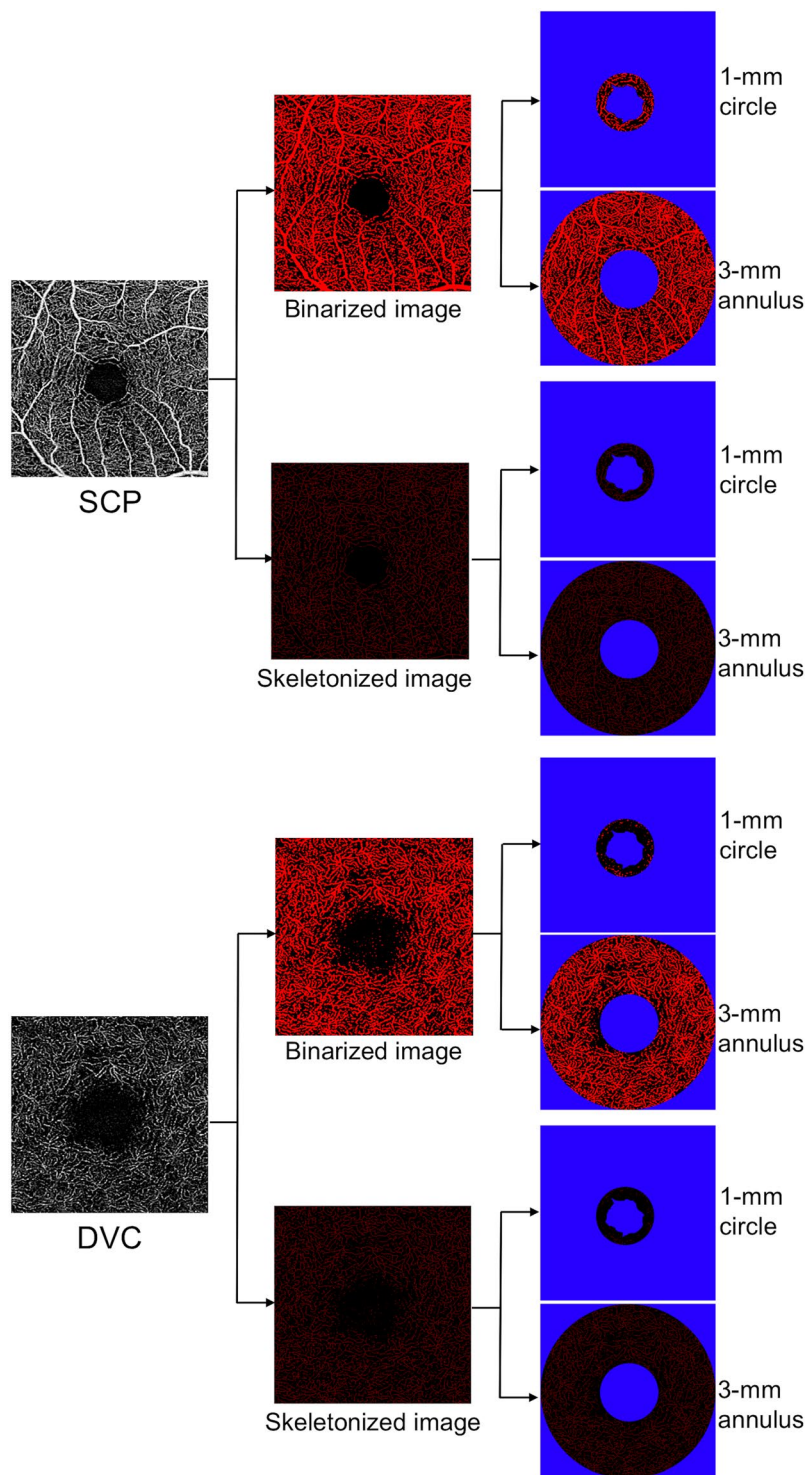 1-mm
circle
Binarized image
3-mm
annulus
SCP
1-mm
circle
Skeletonized image
3-mm
annulus
1-mm
circle
Binarized image
3-mm
annulus
DVC
1-mm
circle
Skeletonized image
3-mm
annulus